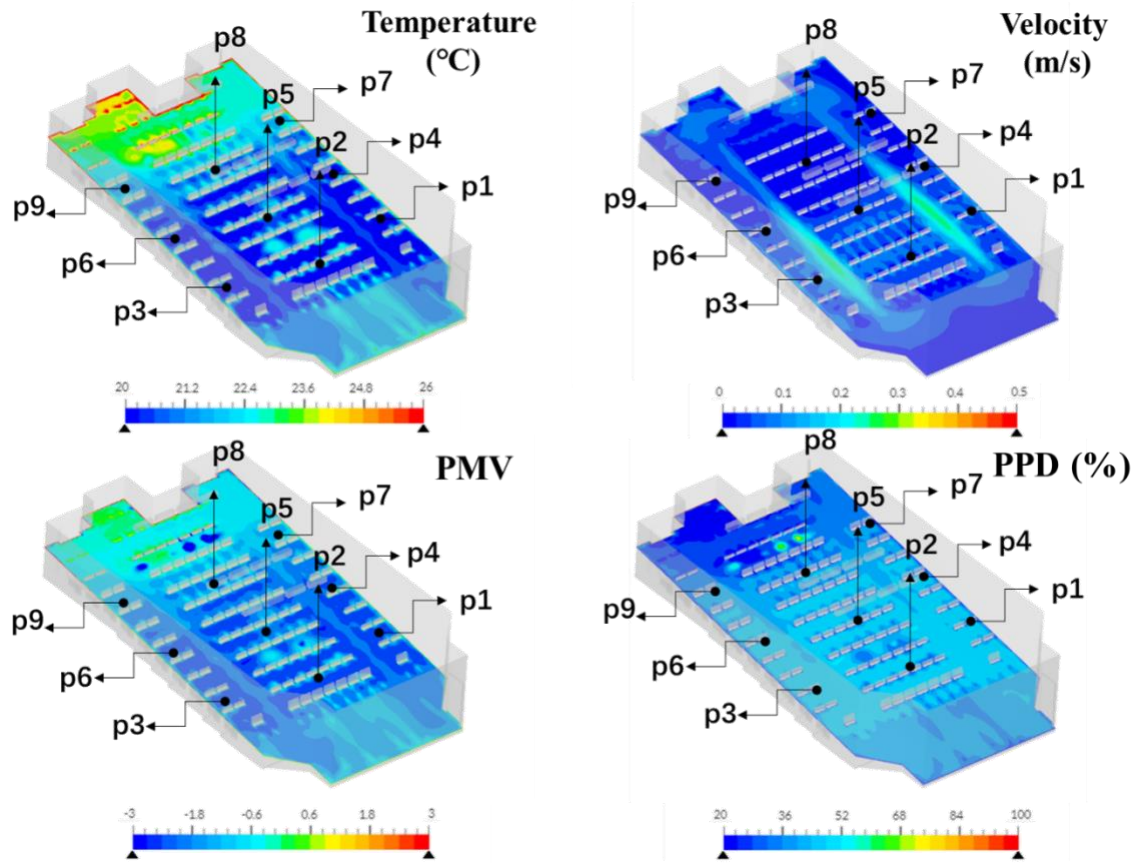 Temperature
(°C)
p8
p5
p7
p2
p4
p1
p9
p6
p3
20 21.2 22.4 23.6 24.8 26
Velocity
(m/s)
p8
p5
p7
p2
p4
p1
p9
p6
p3
0 0.1 0.2 0.3 0.4 0.5
PMV
p8
p5
p7
p2
p4
p1
p9
p6
p3
-3 -1.8 -0.6 0.6 1.8 3
PPD (%)
p8
p5
p7
p2
p4
p1
p9
p6
p3
20 36 52 68 84 100